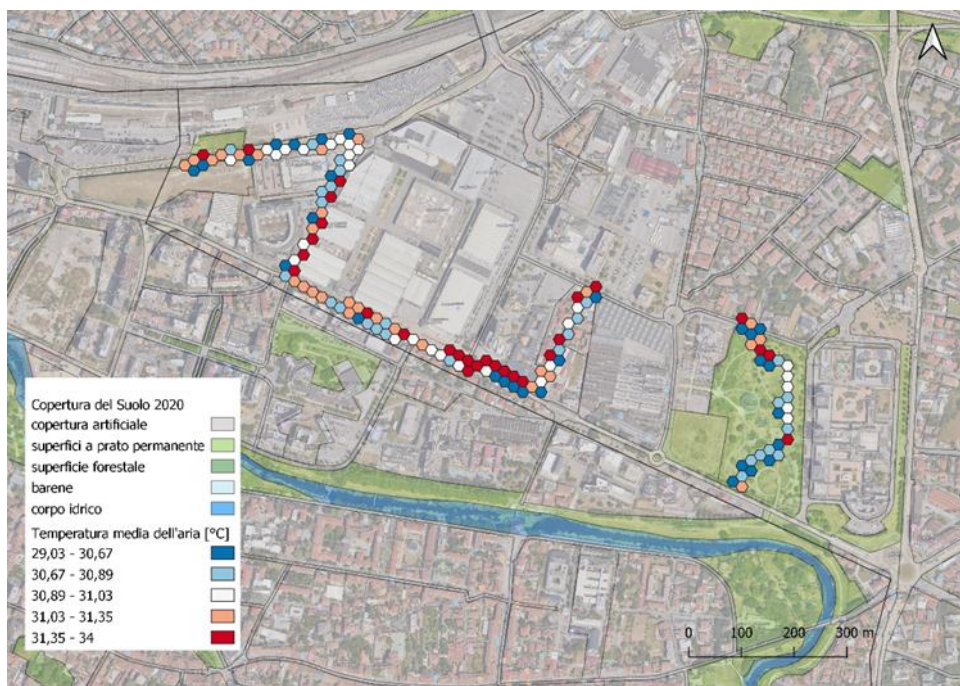 Copertura del Suolo 2020
copertura artificiale
superfici a prato permanente
superficie forestale
barene
corpo idrico
Temperatura media dell'aria [°C]
29,03 - 30,67
30,67 - 30,89
30,89 - 31,03
31,03 - 31,35
31,35 - 34
0 100 200 300 m